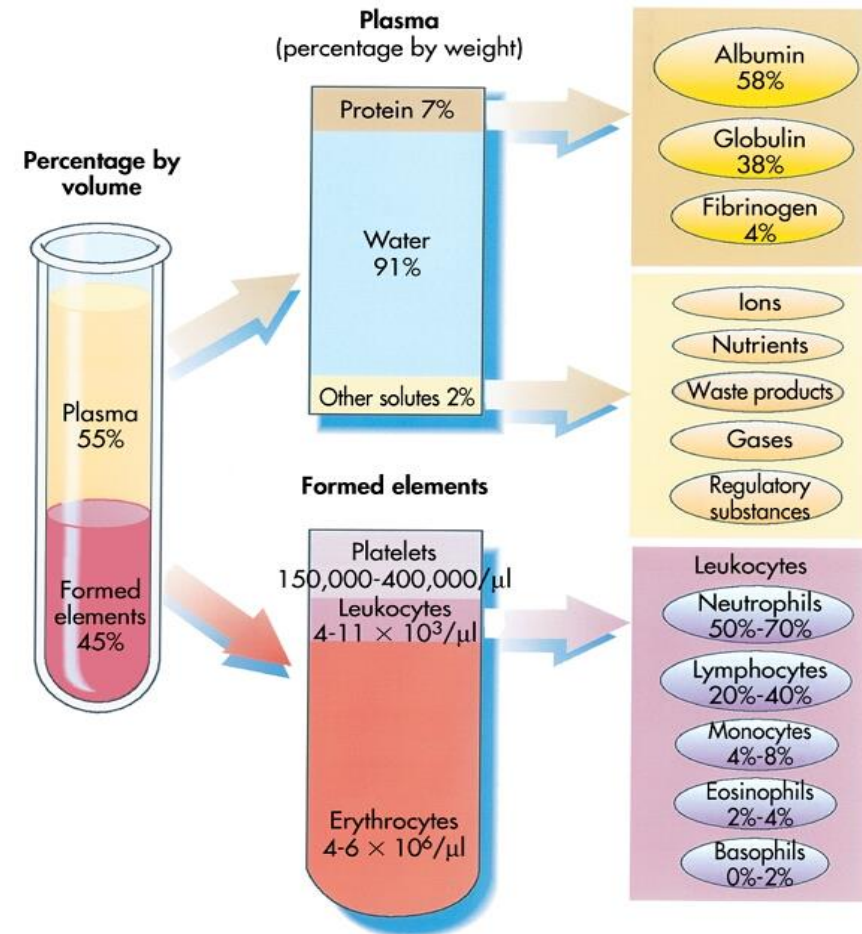 Plasma
(percentage by weight)
Protein 7%
Water
91%
Other solutes 2%
Albumin
58%
Globulin
38%
Fibrinogen
4%
Ions
Nutrients
Waste products
Gases
Regulatory
substances
Percentage by
volume
Plasma
55%
Formed
elements
45%
Formed elements
Platelets
150,000-400,000/µl
Leukocytes
4-11 × 10³/µl
Erythrocytes
4-6 × 10⁶/µl
Leukocytes
Neutrophils
50%-70%
Lymphocytes
20%-40%
Monocytes
4%-8%
Eosinophils
2%-4%
Basophils
0%-2%